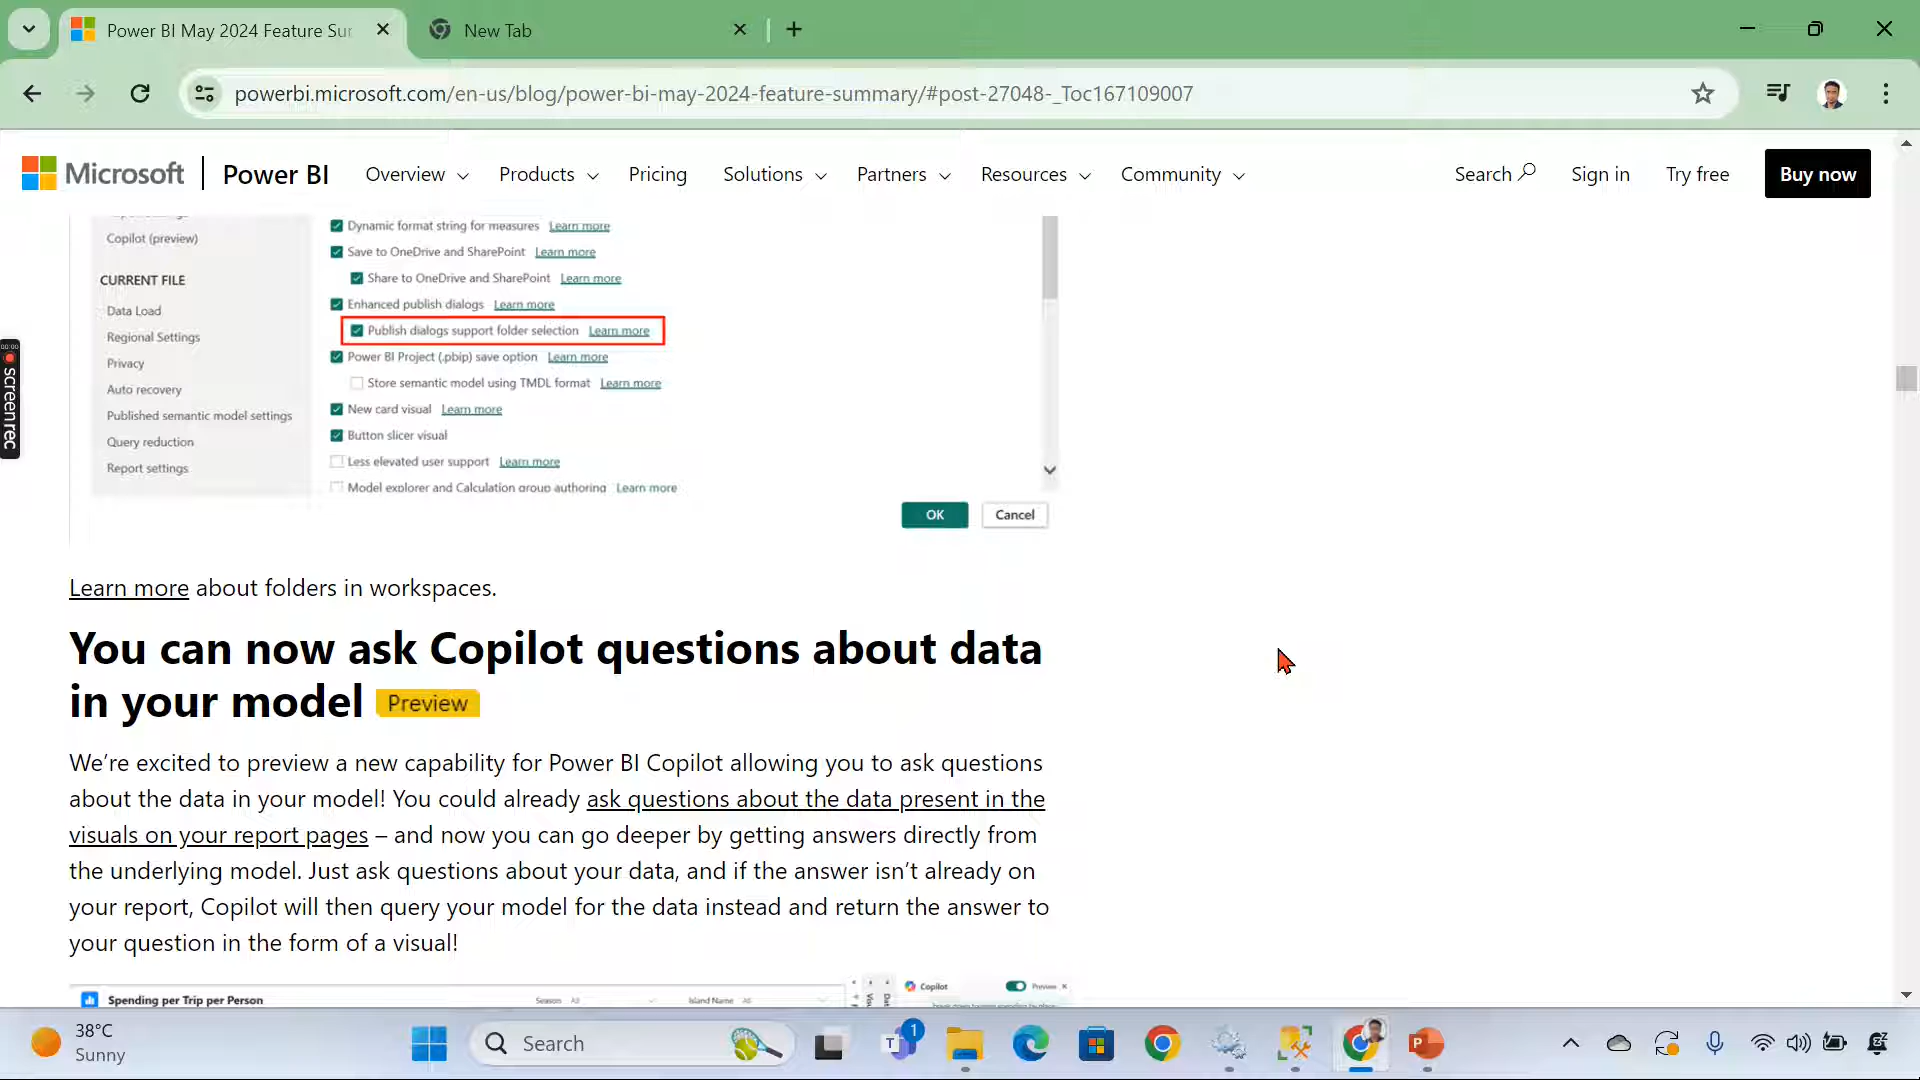 Power BI May 2024 Feature Sur
New Tab
powerbi.microsoft.com/en-us/blog/power-bi-may-2024-feature-summary/#post-27048-_Toc167109007
Microsoft Power BI Overview Products Pricing Solutions Partners Resources Community Search Sign in Try free Buy now
Copilot (preview)
CURRENT FILE
Data Load
Regional Settings
Privacy
Auto recovery
Published semantic model settings
Query reduction
Report settings
Dynamic format string for measures Learn more
Save to OneDrive and SharePoint Learn more
Share to OneDrive and SharePoint Learn more
Enhanced publish dialogs Learn more
Publish dialogs support folder selection Learn more
Power BI Project (.pbip) save option Learn more
Store semantic model using TMDL format Learn more
New card visual Learn more
Button slicer visual
Less elevated user support Learn more
Model explorer and Calculation group authoring Learn more
OK Cancel
screenrec
Learn more about folders in workspaces.
You can now ask Copilot questions about data
in your model Preview
We’re excited to preview a new capability for Power BI Copilot allowing you to ask questions
about the data in your model! You could already ask questions about the data present in the
visuals on your report pages – and now you can go deeper by getting answers directly from
the underlying model. Just ask questions about your data, and if the answer isn’t already on
your report, Copilot will then query your model for the data instead and return the answer to
your question in the form of a visual!
Spending per Trip per Person Season All Island Name All Copilot Preview
38°C
Sunny
Search
1